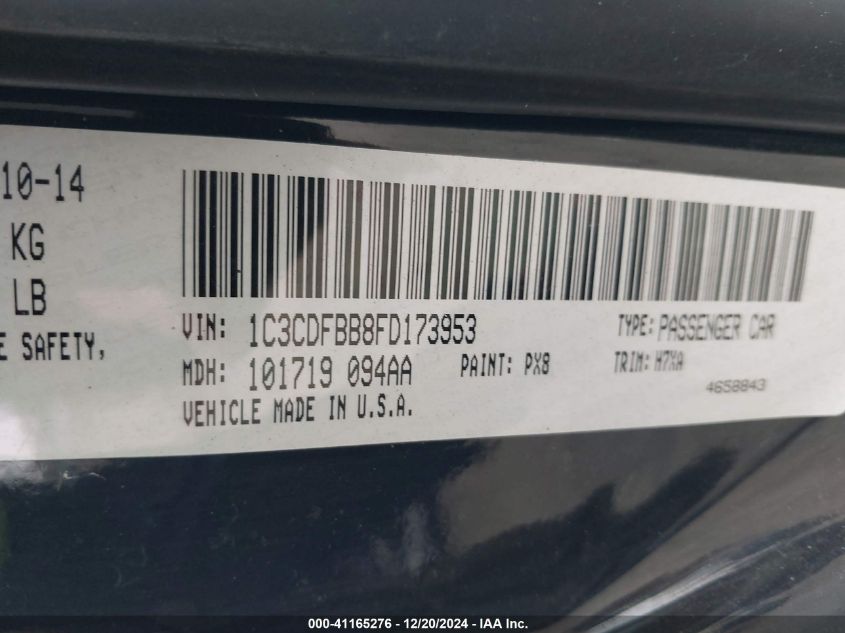 10-14
KG
LB
E SAFETY,
VIN: 1C3CDFBB8FD173953 TYPE: PASSENGER CAR
MDH: 101719 094AA PAINT: PX8 TRIM: H7XA
4658843
VEHICLE MADE IN U.S.A.
000-41165276 - 12/20/2024 - IAA Inc.